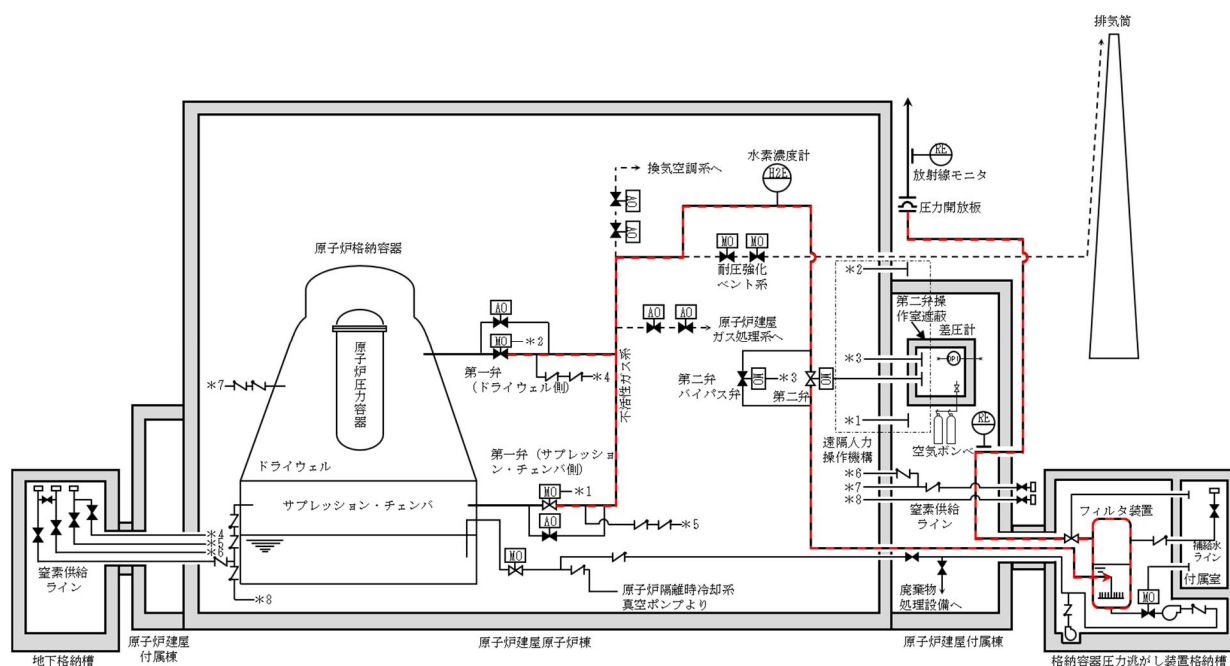 排気筒
水素濃度計
H2E
換気空調系へ
AO
AO
RE
放射線モニタ
圧力開放板
原子炉格納容器
MO
MO
耐圧強化
ベント系
*2
第二弁操
作室遮蔽
差圧計
DP
AO
MO
*2
AO
AO
原子炉建屋
ガス処理系へ
原子炉圧力容器
第一弁
(ドライウェル側)
*4
不活性ガス系
*7
MO
*3
MO
第二弁
バイパス弁
第二弁
*3
*1
RE
遠隔人力
操作機構
空気ボンベ
ドライウェル
第一弁(サプレッショ
ン・チェンバ側)
MO
*1
AO
*5
*6
*7
*8
窒素供給
ライン
サプレッション・チェンバ
*4
*5
*6
*8
窒素供給
ライン
フィルタ装置
補給水
ライン
付属室
MO
MO
原子炉隔離時冷却系
真空ポンプより
廃棄物
処理設備へ
地下格納槽
原子炉建屋
付属棟
原子炉建屋原子炉棟
原子炉建屋付属棟
格納容器圧力逃がし装置格納槽